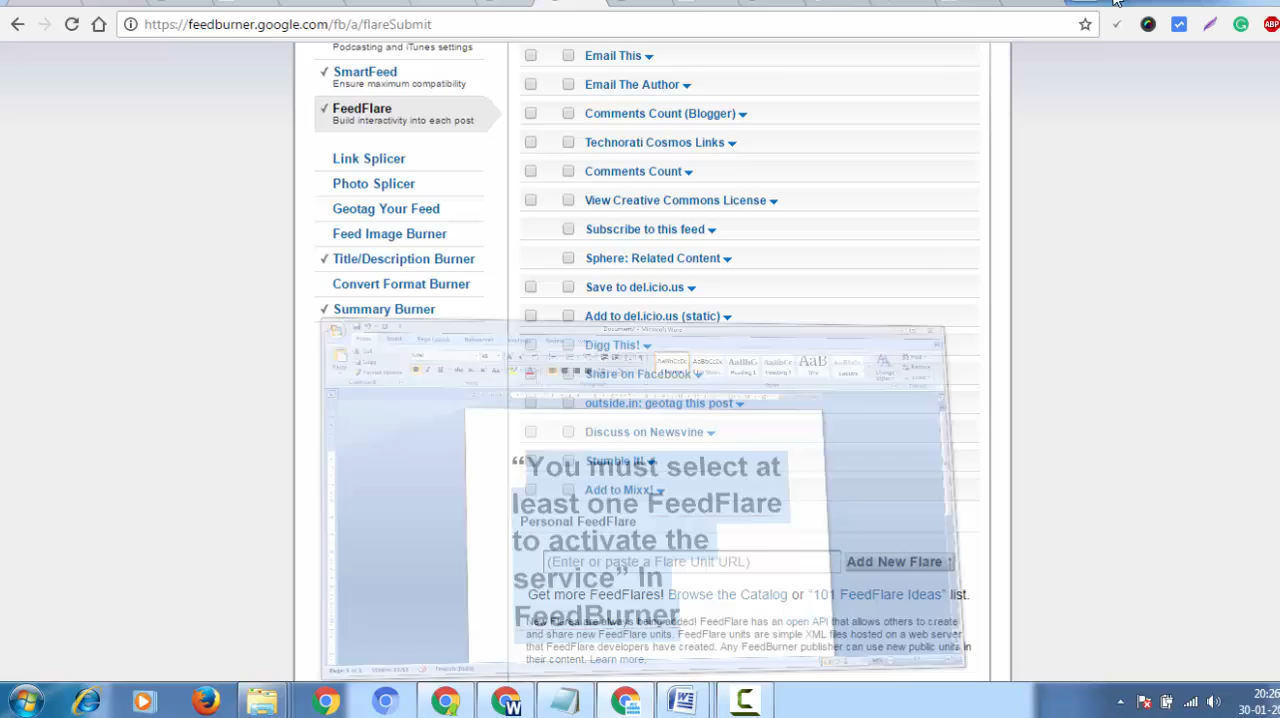 https://feedburner.google.com/fb/a/flareSubmit
ABP
Podcasting and iTunes settings
✓ SmartFeed
Ensure maximum compatibility
✓ FeedFlare
Build interactivity into each post
Link Splicer
Photo Splicer
Geotag Your Feed
Feed Image Burner
✓ Title/Description Burner
Convert Format Burner
✓ Summary Burner
Email This
Email The Author
Comments Count (Blogger)
Technorati Cosmos Links
Comments Count
View Creative Commons License
Subscribe to this feed
Sphere: Related Content
Save to del.icio.us
Add to del.icio.us (static)
Digg This!
Share on Facebook
outside.in: geotag this post
Discuss on Newsvine
Stumble It!
Add to Mixx!
Personal FeedFlare
(Enter or paste a Flare Unit URL)
Add New Flare ↑
Get more FeedFlares! Browse the Catalog or "101 FeedFlare Ideas" list.
New Flares are always being added! FeedFlare has an open API that allows others to create
and share new FeedFlare units. FeedFlare units are simple XML files hosted on a web server
that FeedFlare developers have created. Any FeedBurner publisher can use new public units in
their content. Learn more.
“You must select at
least one FeedFlare
to activate the
service” In
FeedBurner
20:26
30-01-20